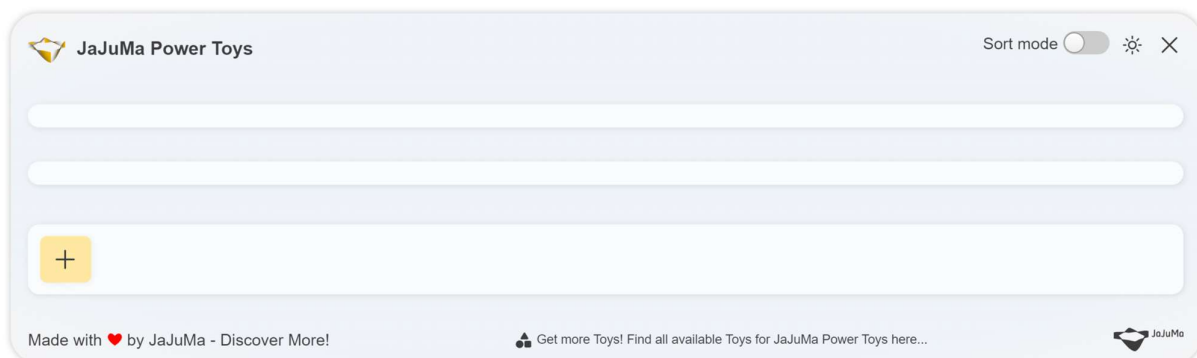 JaJuMa Power Toys
Sort mode
Made with ❤ by JaJuMa - Discover More!
Get more Toys! Find all available Toys for JaJuMa Power Toys here...
JaJuMa